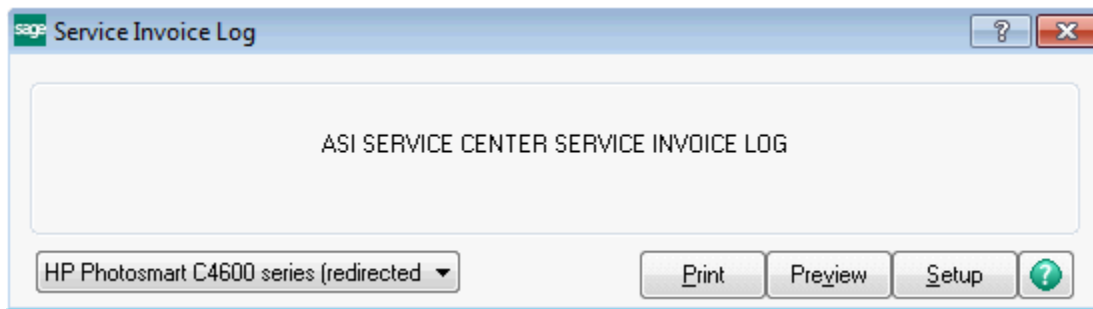 sage Service Invoice Log ?
ASI SERVICE CENTER SERVICE INVOICE LOG
HP Photosmart C4600 series (redirected Print Preview Setup ?